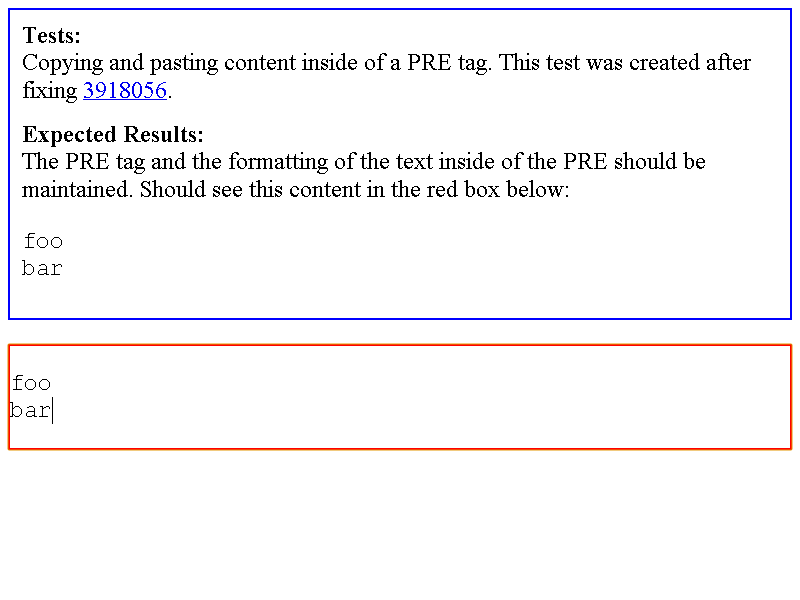 Tests:
Copying and pasting content inside of a PRE tag. This test was created after
fixing 3918056.
Expected Results:
The PRE tag and the formatting of the text inside of the PRE should be
maintained. Should see this content in the red box below:
foo
bar
foo
bar